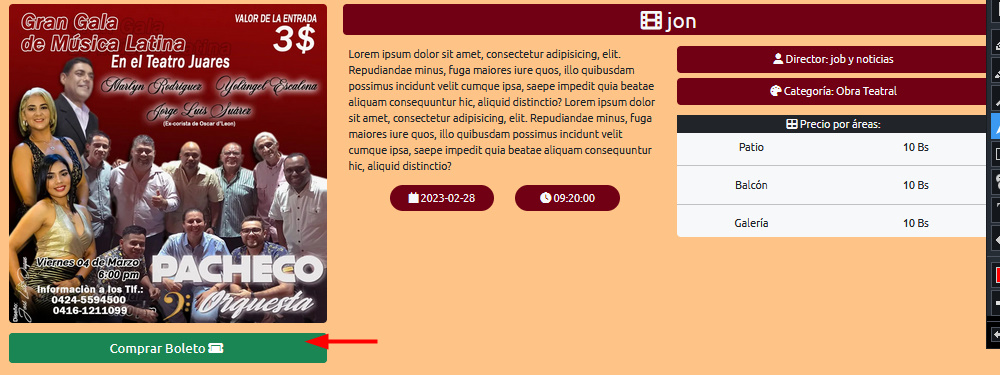 Gran Gala
de Música Latina
VALOR DE LA ENTRADA
3$
En el Teatro Juares
Marlyn Rodriguez Yolángel Escalona
Jorge Luis Suárez
(Ex-corista de Oscar d'Leon)
Viernes 04 de Marzo
6:00 pm
Informaciòn a los Tlf.:
0424-5594500
0416-1211099
PACHECO
Orquesta
Comprar Boleto
jon
Lorem ipsum dolor sit amet, consectetur adipisicing, elit.
Repudiandae minus, fuga maiores iure quos, illo quibusdam
possimus incidunt velit cumque ipsa, saepe impedit quia beatae
aliquam consequuntur hic, aliquid distinctio? Lorem ipsum dolor
sit amet, consectetur adipisicing, elit. Repudiandae minus, fuga
maiores iure quos, illo quibusdam possimus incidunt velit
cumque ipsa, saepe impedit quia beatae aliquam consequuntur
hic, aliquid distinctio?
2023-02-28
09:20:00
Director: job y noticias
Categoría: Obra Teatral
Precio por áreas:
Patio 10 Bs
Balcón 10 Bs
Galería 10 Bs